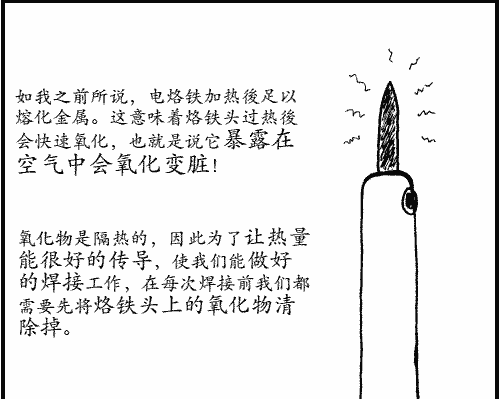 如我之前所说，电烙铁加热後足以
熔化金属。这意味着烙铁头过热後
会快速氧化，也就是说它暴露在
空气中会氧化变脏!
氧化物是隔热的，因此为了让热量
能很好的传导，使我们能做好
的焊接工作，在每次焊接前我们都
需要先将烙铁头上的氧化物清
除掉。